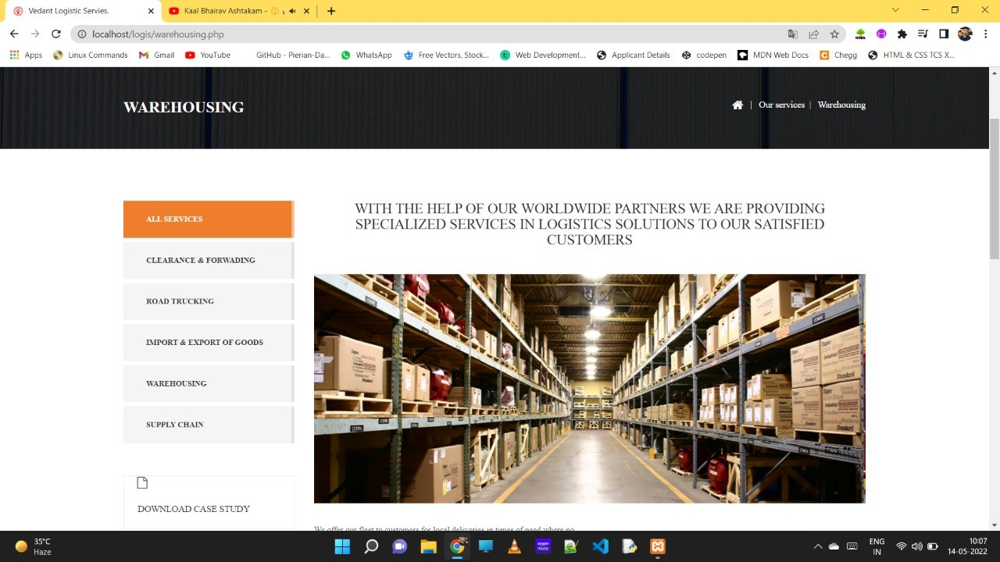 Vedant Logistic Services.
Kaal Bhairav Ashtakam -
localhost/logis/warehousing.php
Apps
Linux Commands
Gmail
YouTube
GitHub - Pierian-Da...
WhatsApp
Free Vectors, Stock...
Web Development...
Applicant Details
codepen
MDN Web Docs
Chegg
HTML & CSS TCS X...
WAREHOUSING
| Our services | Warehousing
ALL SERVICES
CLEARANCE & FORWADING
ROAD TRUCKING
IMPORT & EXPORT OF GOODS
WAREHOUSING
SUPPLY CHAIN
DOWNLOAD CASE STUDY
WITH THE HELP OF OUR WORLDWIDE PARTNERS WE ARE PROVIDING
SPECIALIZED SERVICES IN LOGISTICS SOLUTIONS TO OUR SATISFIED
CUSTOMERS
We offer our fleet to customers for local deliveries in times of need where no
35°C
Haze
amazon music
ENG
IN
10:07
14-05-2022